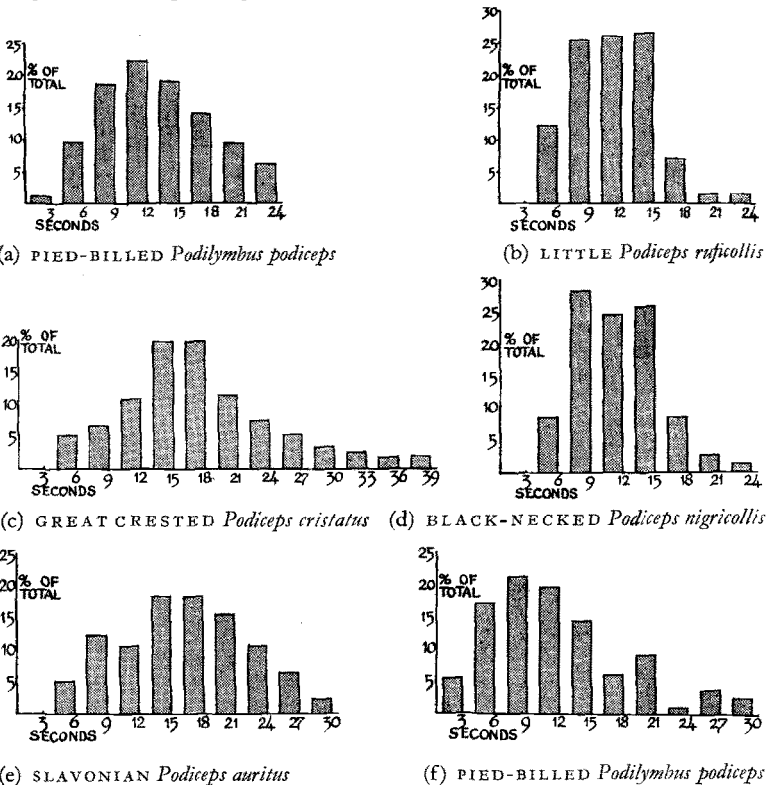 25
20
15
10
5
% OF
TOTAL
3 6 9 12 15 18 21 24
SECONDS
(a) PIED-BILLED Podilymbus podiceps
30
25
20
15
10
5
% OF
TOTAL
3 6 9 12 15 18 21 24
SECONDS
(b) LITTLE Podiceps ruficollis
20
15
10
5
% OF
TOTAL
3 6 9 12 15 18 21 24 27 30 33 36 39
SECONDS
(c) GREAT CRESTED Podiceps cristatus
30
25
20
15
10
5
% OF
TOTAL
3 6 9 12 15 18 21 24
SECONDS
(d) BLACK-NECKED Podiceps nigricollis
25
20
15
10
5
% OF
TOTAL
3 6 9 12 15 18 21 24 27 30
SECONDS
(e) SLAVONIAN Podiceps auritus
25
20
15
10
5
% OF
TOTAL
3 6 9 12 15 18 21 24 27 30
SECONDS
(f) PIED-BILLED Podilymbus podiceps